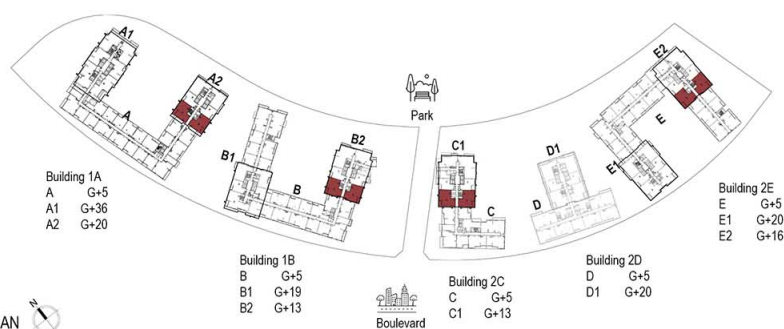 A1
A2
A
B1
B2
B
Park
C1
C
D1
D
E2
E
E1
Building 1A
A G+5
A1 G+36
A2 G+20
Building 1B
B G+5
B1 G+19
B2 G+13
Boulevard
Building 2C
C G+5
C1 G+13
Building 2D
D G+5
D1 G+20
Building 2E
E G+5
E1 G+20
E2 G+16
AN
N